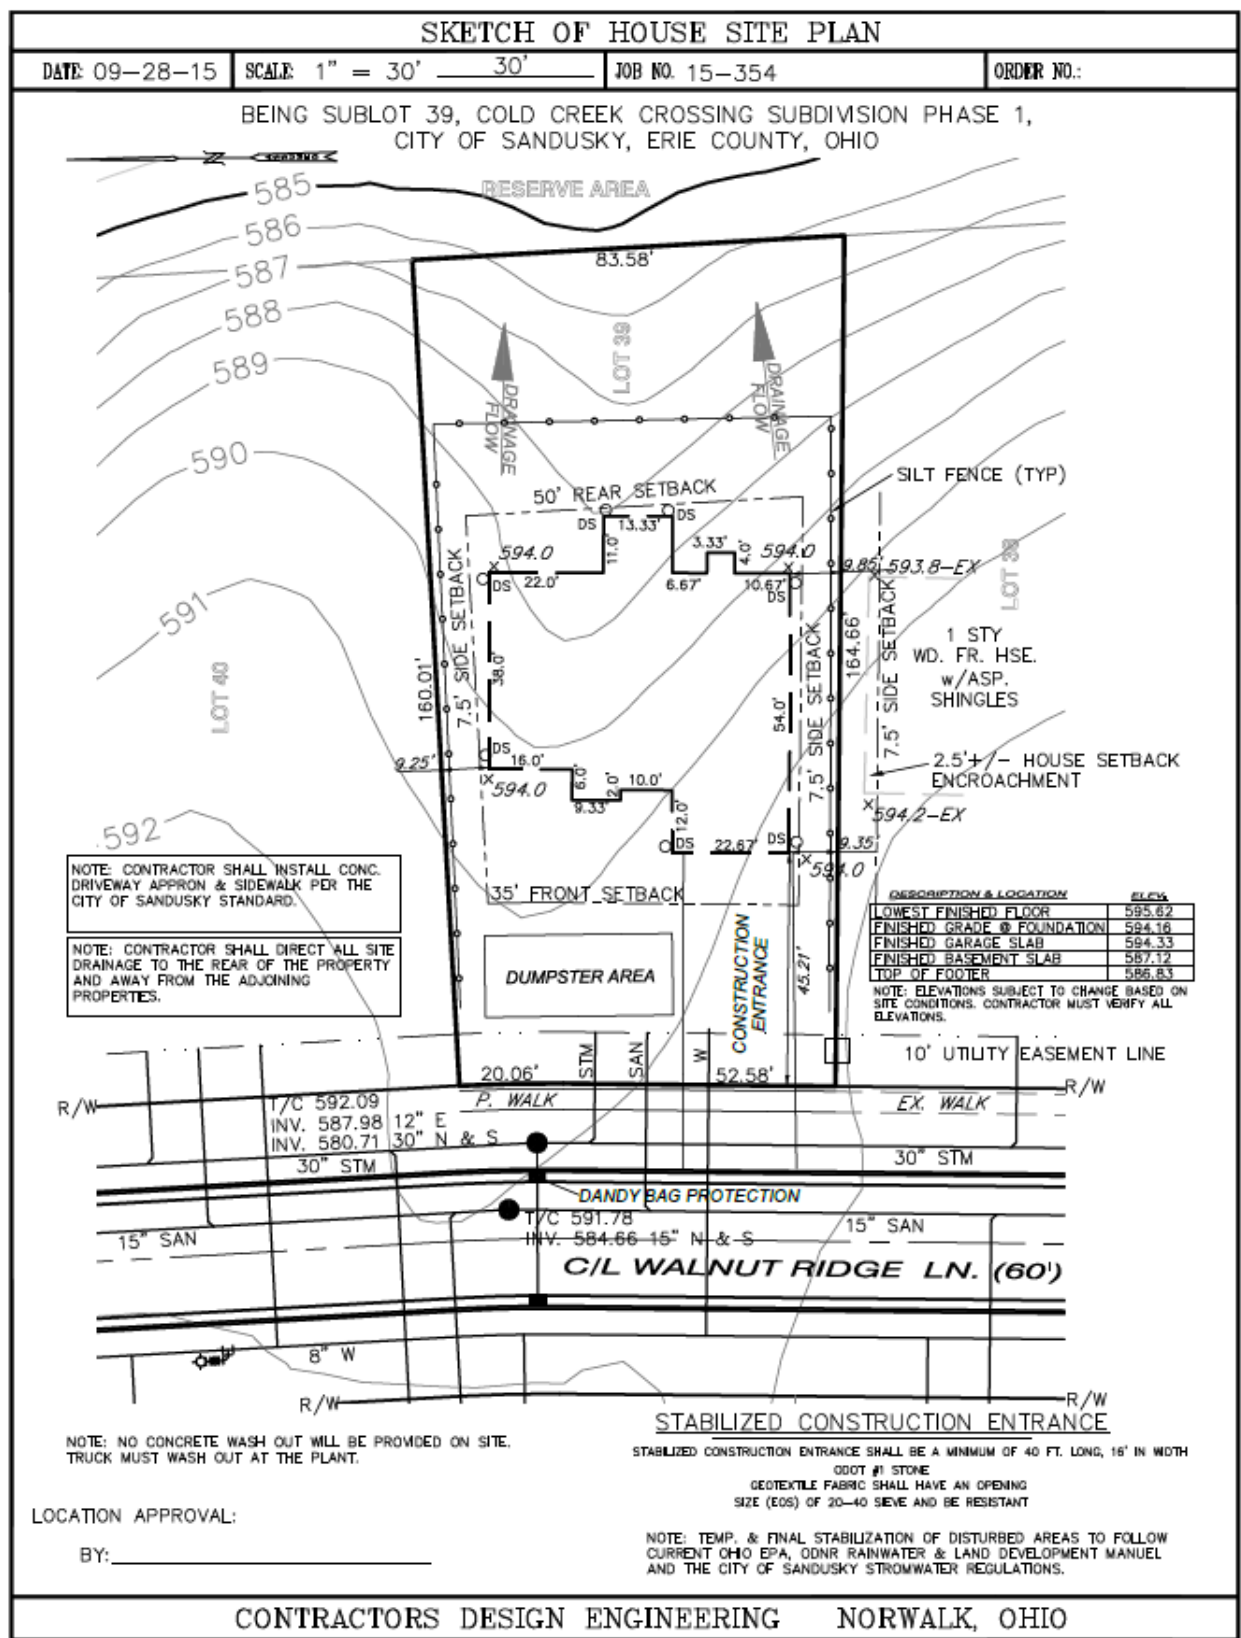 SKETCH OF HOUSE SITE PLAN
DATE: 09-28-15 SCALE: 1" = 30' 30' JOB NO. 15-354 ORDER NO.:
BEING SUBLOT 39, COLD CREEK CROSSING SUBDIVISION PHASE 1,
CITY OF SANDUSKY, ERIE COUNTY, OHIO
N
585
RESERVE AREA
586
83.58'
587
588
LOT 39
589
DRAINAGE
FLOW
DRAINAGE
FLOW
590
SILT FENCE (TYP)
50' REAR SETBACK
DS 13.33' DS
11.0'
3.33'
4.0'
594.0
594.0
9.85' 593.8-EX
DS 22.0'
6.67' 10.67'
DS
LOT 38
591
7.5' SIDE SETBACK
38.0'
160.01'
54.0'
7.5' SIDE SETBACK
164.66'
7.5' SIDE SETBACK
1 STY
WD. FR. HSE.
w/ASP.
SHINGLES
LOT 40
2.5'+/- HOUSE SETBACK
ENCROACHMENT
9.25'
DS
16.0'
594.0
6.0'
9.33'
2.0'
10.0'
12.0'
DS 22.67' DS
594.2-EX
9.35'
594.0
592
NOTE: CONTRACTOR SHALL INSTALL CONC.
DRIVEWAY APPRON & SIDEWALK PER THE
CITY OF SANDUSKY STANDARD.
35' FRONT SETBACK
DESCRIPTION & LOCATION ELEV.
LOWEST FINISHED FLOOR 595.62
FINISHED GRADE @ FOUNDATION 594.16
FINISHED GARAGE SLAB 594.33
FINISHED BASEMENT SLAB 587.12
TOP OF FOOTER 586.83
NOTE: ELEVATIONS SUBJECT TO CHANGE BASED ON
SITE CONDITIONS. CONTRACTOR MUST VERIFY ALL
ELEVATIONS.
NOTE: CONTRACTOR SHALL DIRECT ALL SITE
DRAINAGE TO THE REAR OF THE PROPERTY
AND AWAY FROM THE ADJOINING
PROPERTIES.
DUMPSTER AREA
CONSTRUCTION
ENTRANCE
45.21'
STM
SAN
W
10' UTILITY EASEMENT LINE
20.06'
52.58'
R/W
R/W
P. WALK
EX. WALK
T/C 592.09
INV. 587.98 12" E
INV. 580.71 30" N & S
30" STM
30" STM
DANDY BAG PROTECTION
T/C 591.78
INV. 584.66 15" N & S
15" SAN
15" SAN
C/L WALNUT RIDGE LN. (60')
8" W
R/W
R/W
STABILIZED CONSTRUCTION ENTRANCE
NOTE: NO CONCRETE WASH OUT WILL BE PROVIDED ON SITE.
TRUCK MUST WASH OUT AT THE PLANT.
STABILIZED CONSTRUCTION ENTRANCE SHALL BE A MINIMUM OF 40 FT. LONG, 16' IN WIDTH
ODOT #1 STONE
GEOTEXTILE FABRIC SHALL HAVE AN OPENING
SIZE (EOS) OF 20-40 SIEVE AND BE RESISTANT
LOCATION APPROVAL:
BY:
NOTE: TEMP. & FINAL STABILIZATION OF DISTURBED AREAS TO FOLLOW
CURRENT OHIO EPA, ODNR RAINWATER & LAND DEVELOPMENT MANUEL
AND THE CITY OF SANDUSKY STROMWATER REGULATIONS.
CONTRACTORS DESIGN ENGINEERING NORWALK, OHIO